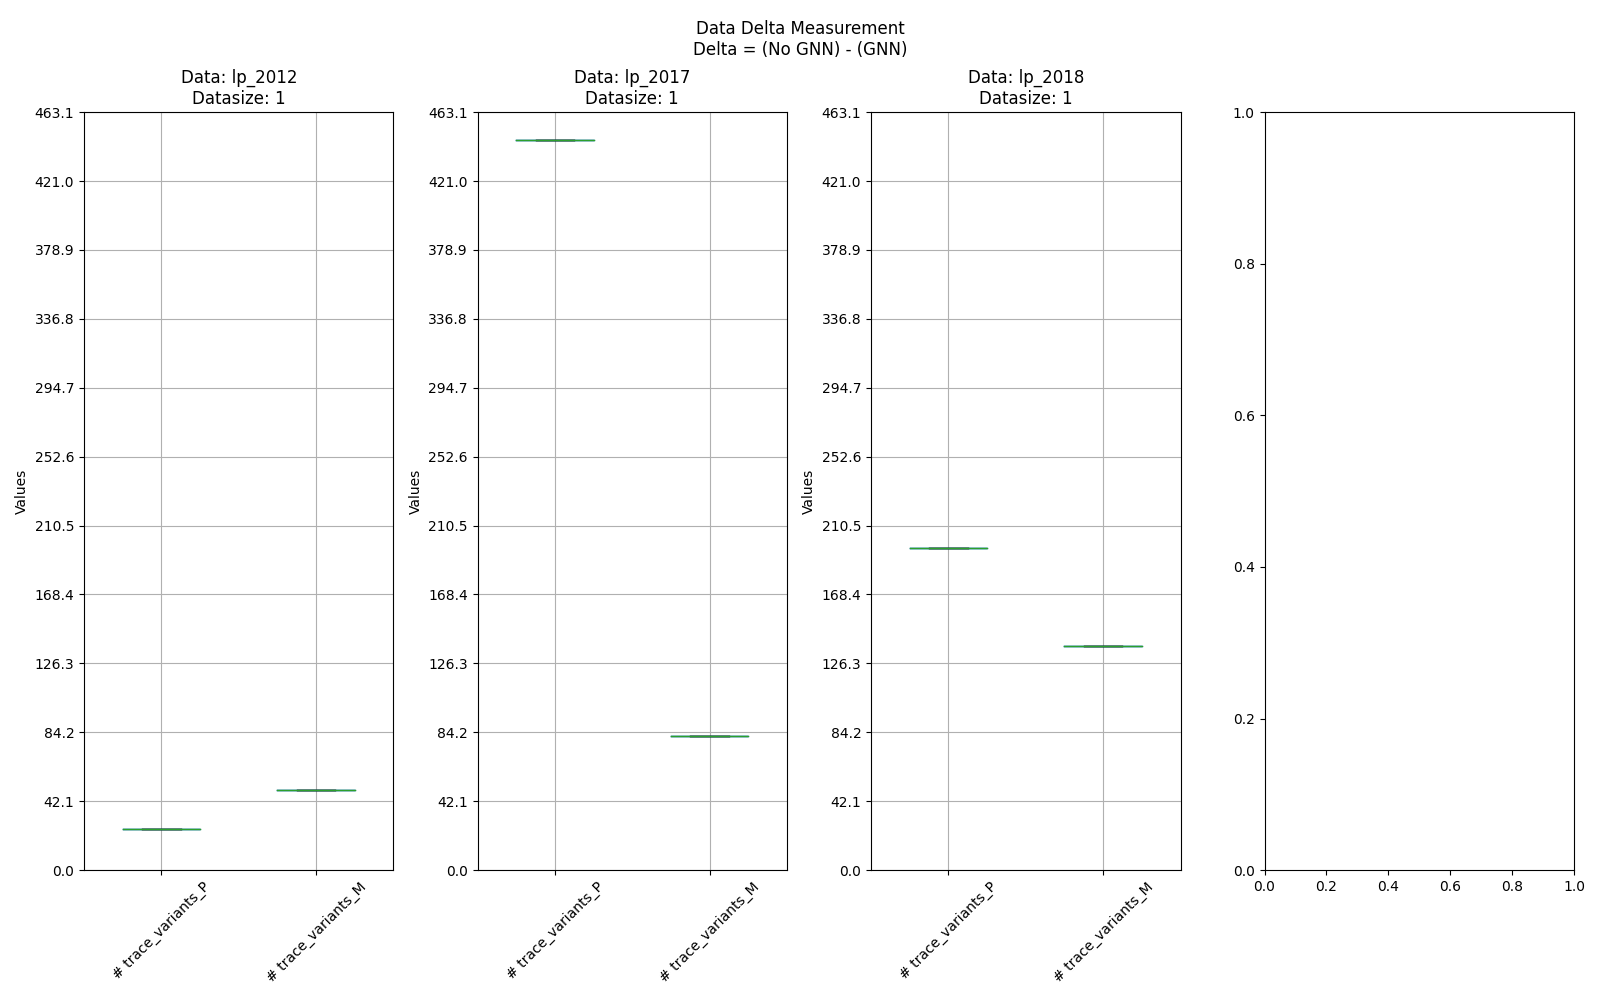 Data Delta Measurement
Delta = (No GNN) - (GNN)
Data: lp_2012
Datasize: 1
463.1
421.0
378.9
336.8
294.7
252.6
210.5
168.4
126.3
84.2
42.1
0.0
Values
# trace_variants_P
# trace_variants_M
Data: lp_2017
Datasize: 1
463.1
421.0
378.9
336.8
294.7
252.6
210.5
168.4
126.3
84.2
42.1
0.0
Values
# trace_variants_P
# trace_variants_M
Data: lp_2018
Datasize: 1
463.1
421.0
378.9
336.8
294.7
252.6
210.5
168.4
126.3
84.2
42.1
0.0
Values
# trace_variants_P
# trace_variants_M
1.0
0.8
0.6
0.4
0.2
0.0
0.0 0.2 0.4 0.6 0.8 1.0